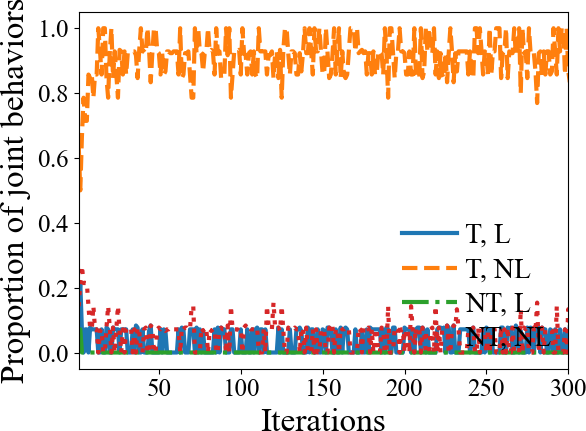 Proportion of joint behaviors
1.0
0.8
0.6
0.4
0.2
0.0
T, L
T, NL
NT, L
NT, NL
50
100
150
200
250
300
Iterations